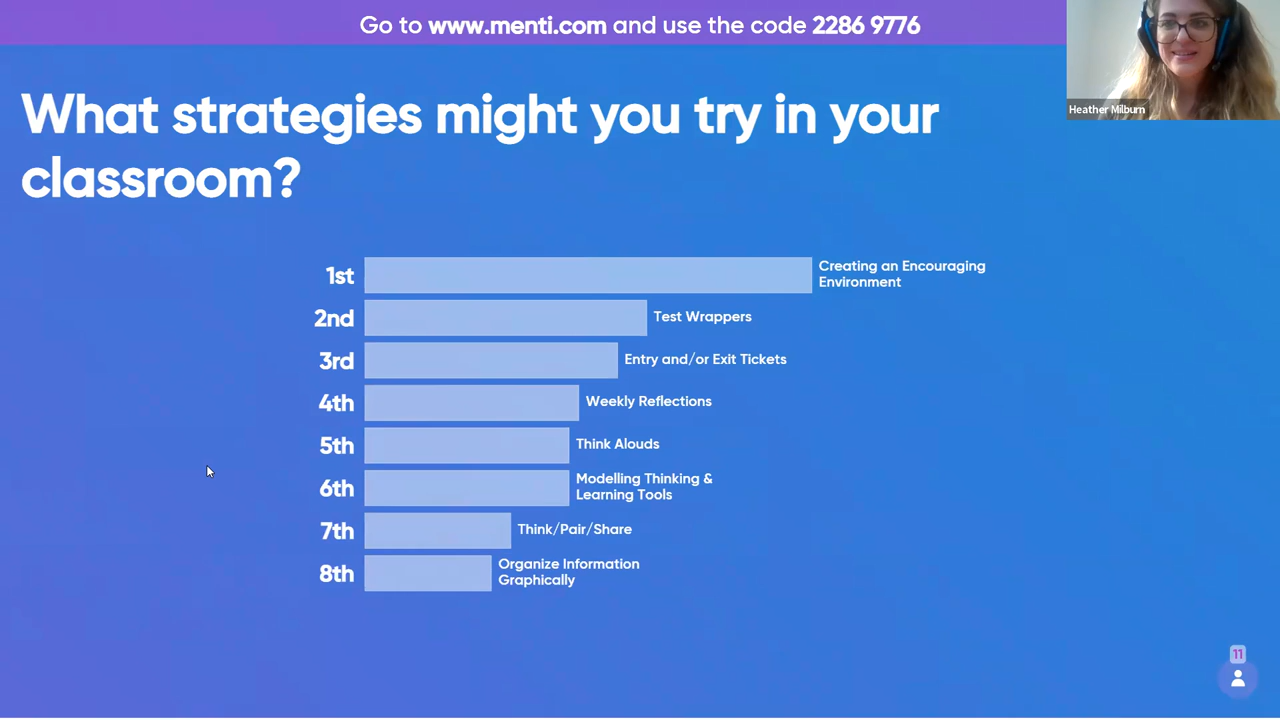 Go to www.menti.com and use the code 2286 9776
Heather Milburn
What strategies might you try in your
classroom?
1st
Creating an Encouraging
Environment
2nd
Test Wrappers
3rd
Entry and/or Exit Tickets
4th
Weekly Reflections
5th
Think Alouds
6th
Modelling Thinking &
Learning Tools
7th
Think/Pair/Share
8th
Organize Information
Graphically
11